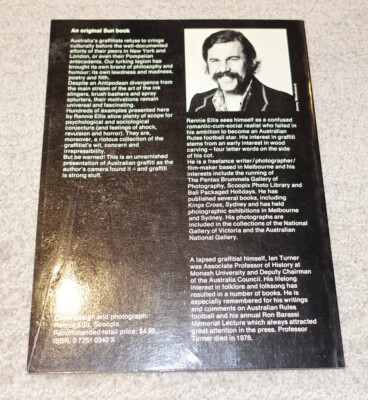 An original Sun book
Australia's graffitists refuse to cringe
culturally before the well-documented
efforts of their peers in New York and
London, or even their Pompeian
antecedents. Our lurking legion has
brought its own brand of philosophy and
humour; its own lewdness and madness,
poetry and filth.
Despite an Antipodean divergence from
the main stream of the art of the ink
slingers, brush bashers and spray
spurters, their motivations remain
universal and fascinating.
Hundreds of examples presented here
by Rennie Ellis allow plenty of scope for
psychological and sociological
conjecture (and feelings of shock,
revulsion and horror). They are,
moreover, a riotous collection of the
graffitist's wit, concern and
irrepressibility.
But be warned! This is an unvarnished
presentation of Australian graffiti as the
author's camera found it – and graffiti
is strong stuff.
and photograph:
Rennie Ellis, Scoopix.
Recommended retail price: $4.95
ISBN 0 7251 0340 X
Rennie Ellis sees himself as a confused
romantic-cum-social realist who failed in
his ambition to become an Australian
Rules football star. His interest in graffiti
stems from an early interest in wood
carving – four letter words on the side
of his cot.
He is a freelance writer/photographer/
film-maker based in Melbourne and his
interests include the running of
The Pentax Brummels Gallery of
Photography, Scoopix Photo Library and
Bali Packaged Holidays. He has
published several books, including
Kings Cross, Sydney and has held
photographic exhibitions in Melbourne
and Sydney. His photographs are
included in the collections of the National
Gallery of Victoria and the Australian
National Gallery.
A lapsed graffitist himself, Ian Turner
was Associate Professor of History at
Monash University and Deputy Chairman
of the Australia Council. His lifelong
interest in folklore and folksong has
resulted in a number of books. He is
especially remembered for his writings
and comments on Australian Rules
football and his annual Ron Barassi
Memorial Lecture which always attracted
great attention in the press. Professor
Turner died in 1978.